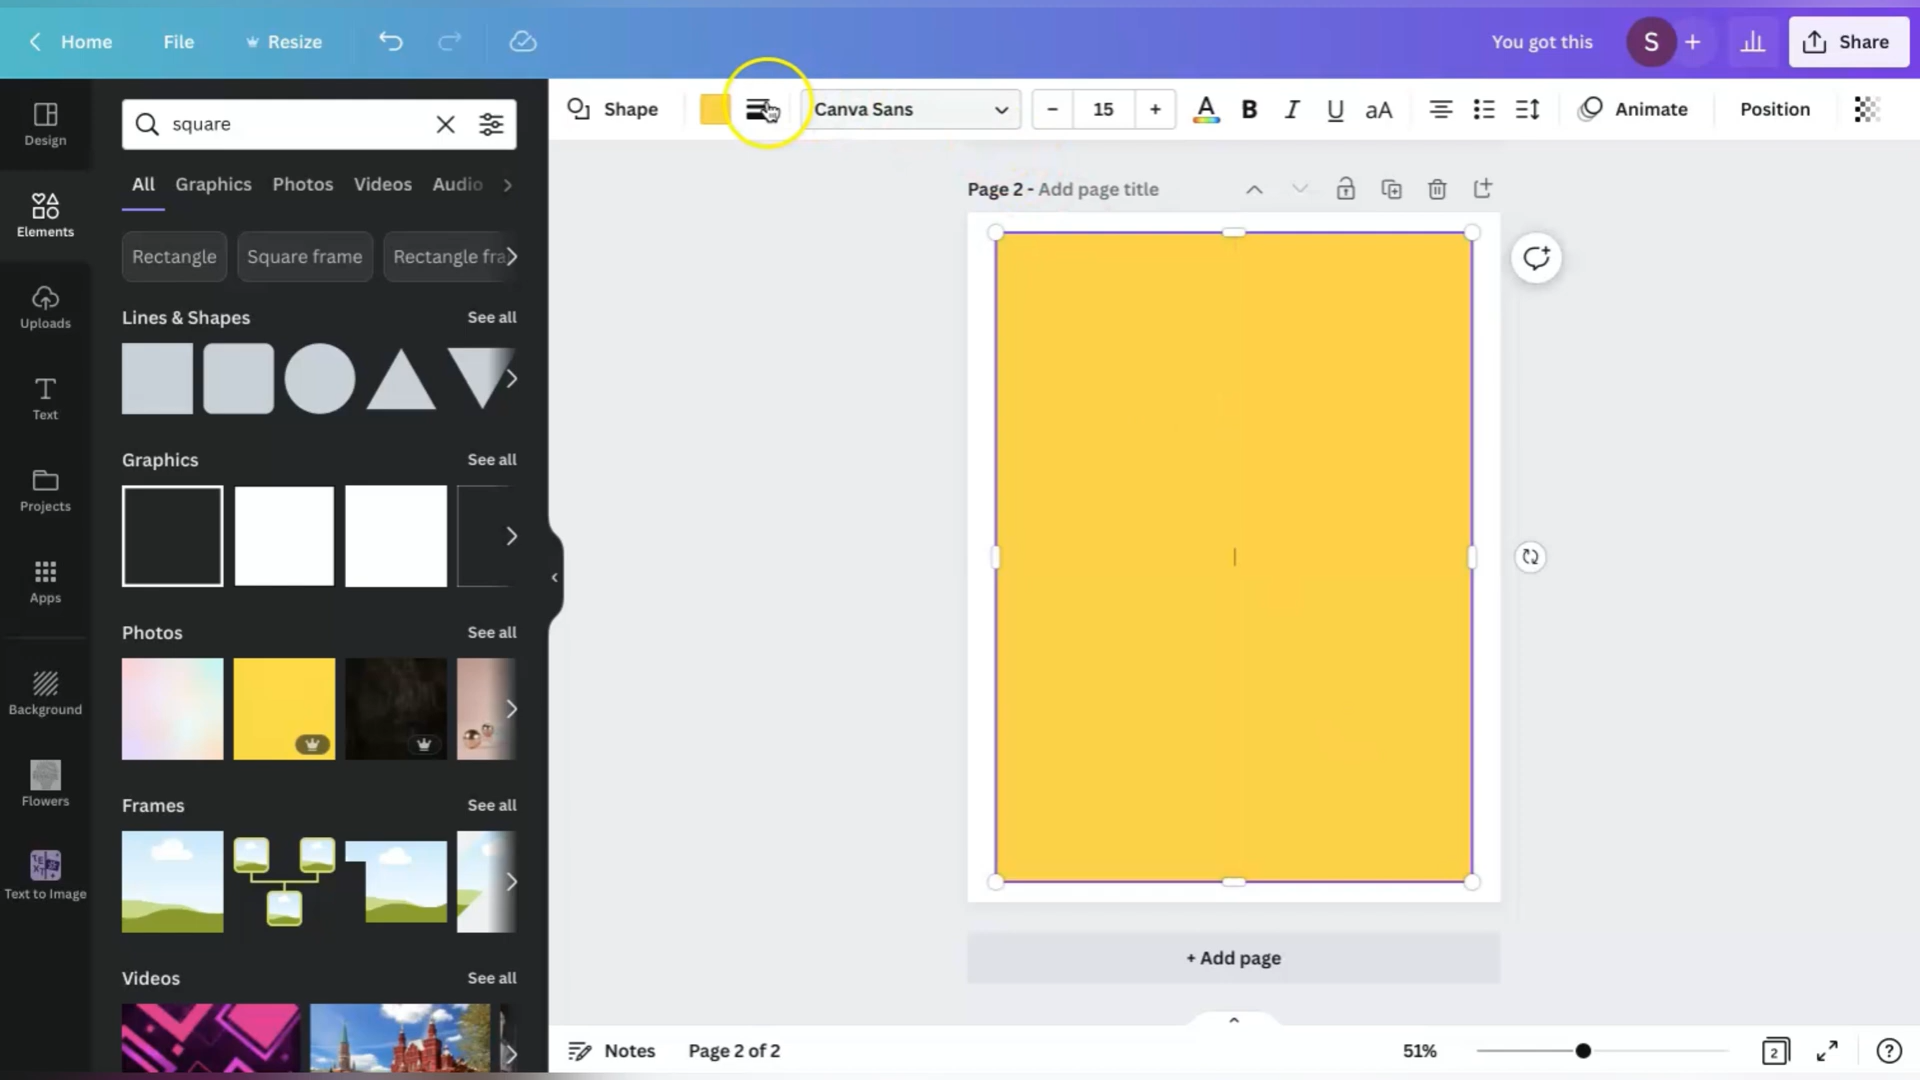 Home File Resize You got this S + Share
square
Shape Canva Sans - 15 + A B I U aA Animate Position
Design
All Graphics Photos Videos Audio
Page 2 - Add page title
Elements
Rectangle Square frame Rectangle fra
Uploads
Lines & Shapes See all
Text
Graphics See all
Projects
Apps
Photos See all
Background
Flowers
Frames See all
TEXT
Text to Image
Videos See all
+ Add page
Notes Page 2 of 2 51% 2 ?